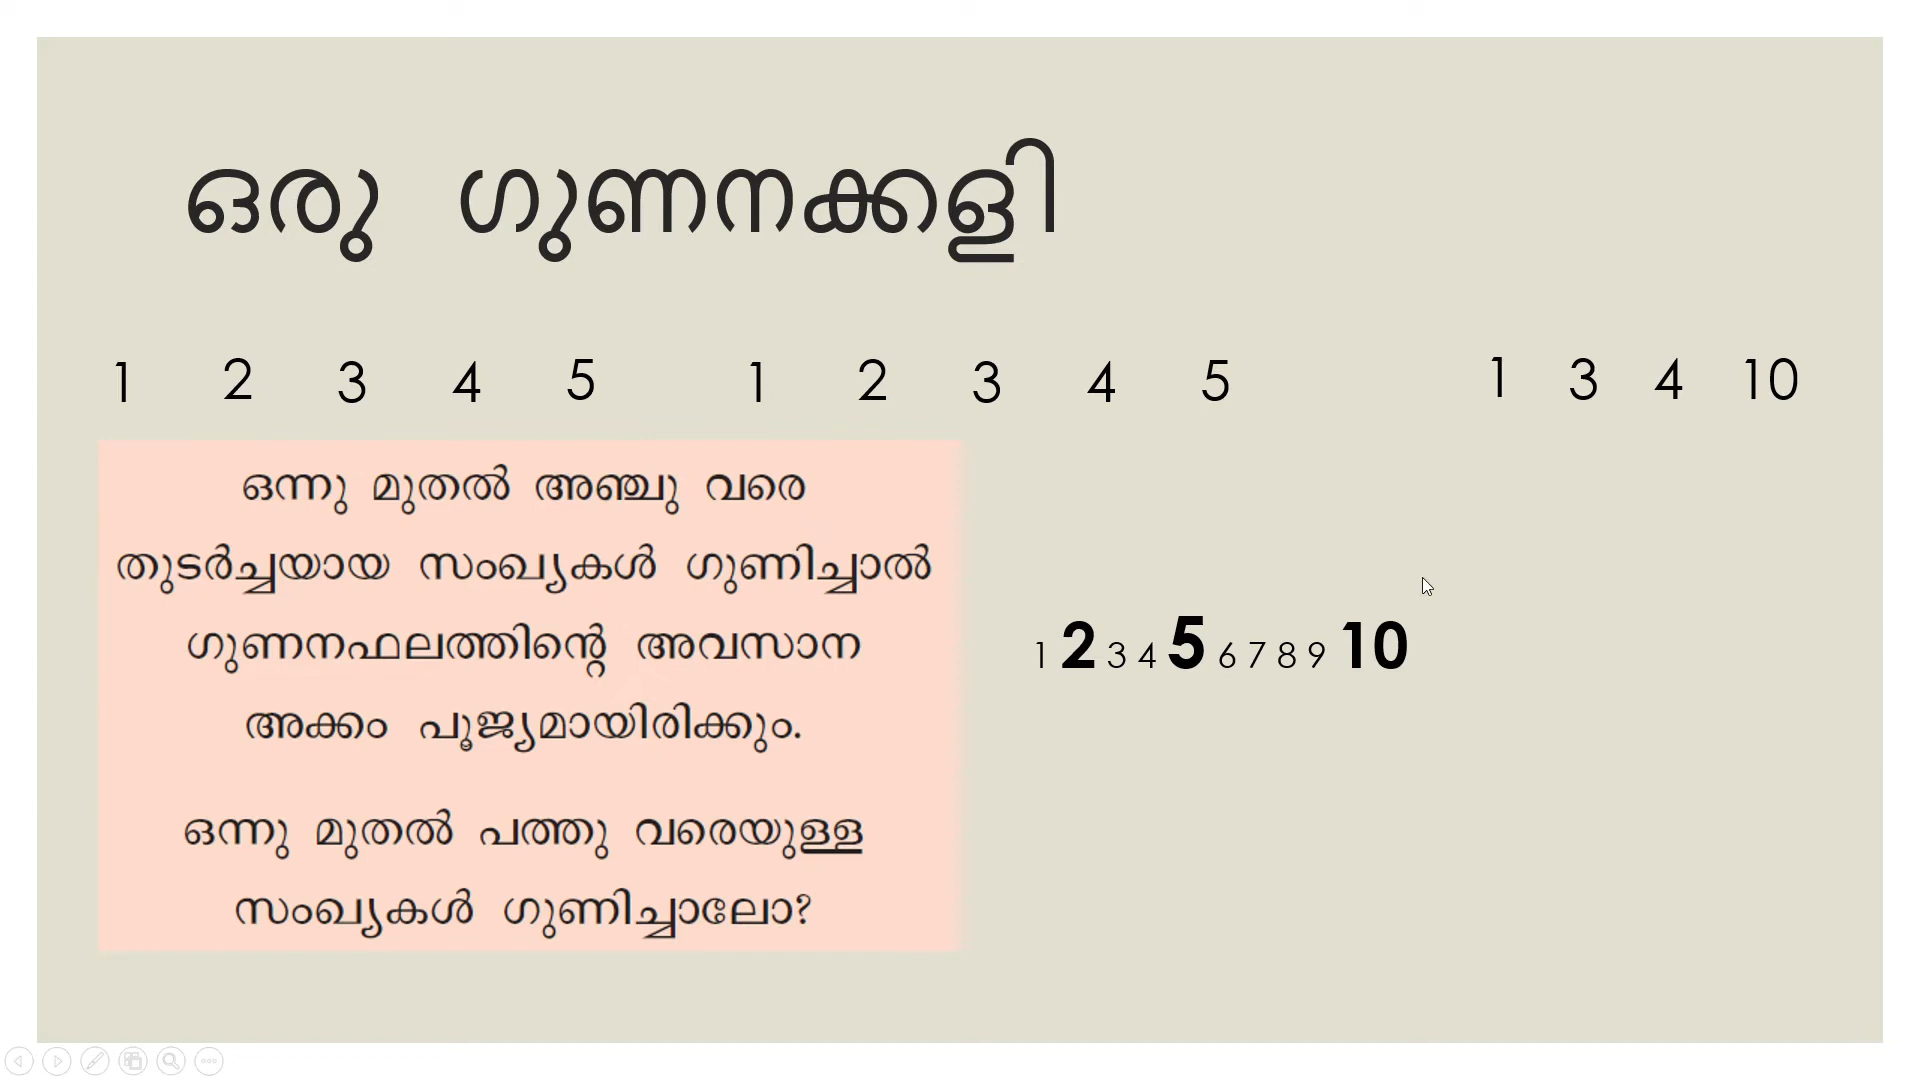 ഒരു ഗുണനക്കളി
1 2 3 4 5 1 2 3 4 5 1 3 4 10
ഒന്നു മുതൽ അഞ്ചു വരെ
തുടർച്ചയായ സംഖ്യകൾ ഗുണിച്ചാൽ
ഗുണനഫലത്തിന്റെ അവസാന
അക്കം പൂജ്യമായിരിക്കും.
ഒന്നു മുതൽ പത്തു വരെയുള്ള
സംഖ്യകൾ ഗുണിച്ചാലോ?
1 2 3 4 5 6 7 8 9 10